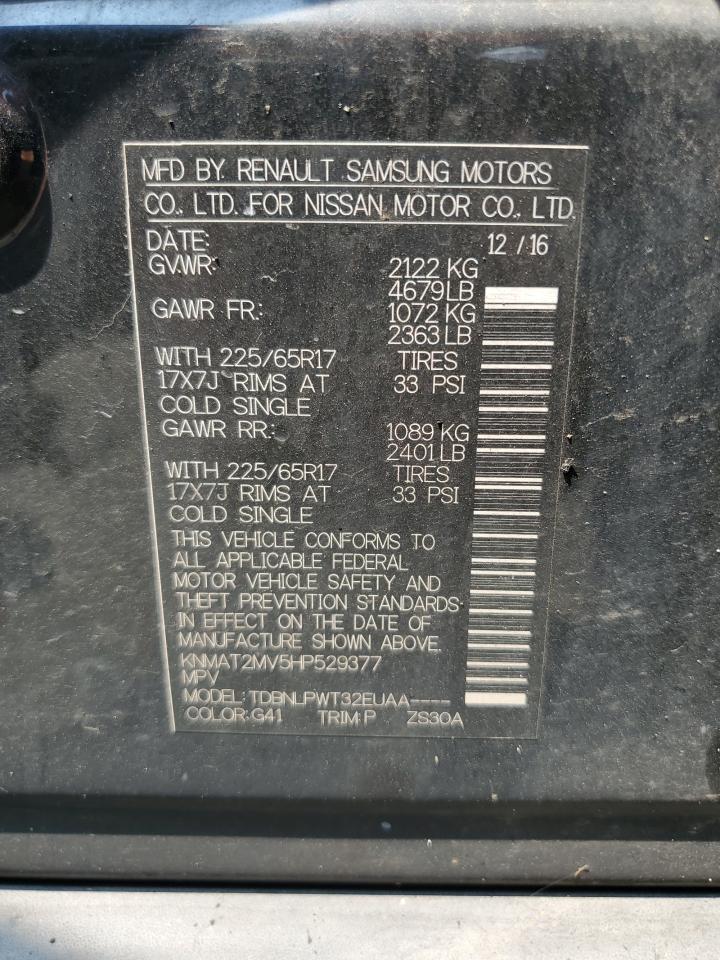 MFD BY. RENAULT SAMSUNG MOTORS
CO., LTD. FOR NISSAN MOTOR CO., LTD.
DATE: 12 / 16
G.V.WR: 2122 KG
4679 LB
GAWR FR.: 1072 KG
2363 LB
WITH 225/65R17 TIRES
17X7J RIMS AT 33 PSI
COLD SINGLE
GAWR RR.: 1089 KG
2401 LB
WITH 225/65R17 TIRES
17X7J RIMS AT 33 PSI
COLD SINGLE
THIS VEHICLE CONFORMS TO
ALL APPLICABLE FEDERAL
MOTOR VEHICLE SAFETY AND
THEFT PREVENTION STANDARDS
IN EFFECT ON THE DATE OF
MANUFACTURE SHOWN ABOVE.
KNMAT2MV5HP529377
MPV
MODEL: TDBNLPWT32EUAA----
COLOR:G41 TRIM:P ZS30A